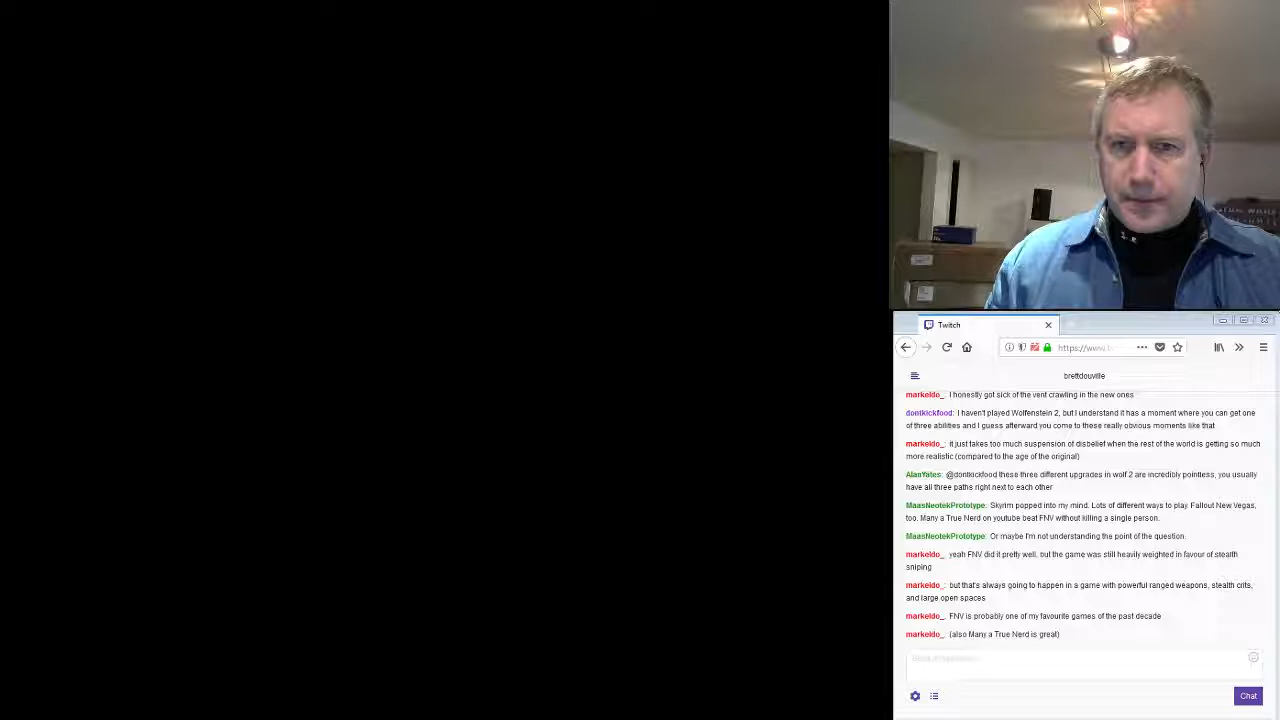 Twitch
https://www.t
brettdouville
markeldo_: I honestly got sick of the vent crawling in the new ones
dontkickfood: I haven't played Wolfenstein 2, but I understand it has a moment where you can get one
of three abilities and I guess afterward you come to these really obvious moments like that
markeldo_: it just takes too much suspension of disbelief when the rest of the world is getting so much
more realistic (compared to the age of the original)
AlanYates: @dontkickfood these three different upgrades in wolf 2 are incredibly pointless, you usually
have all three paths right next to each other
MaasNeotekPrototype: Skyrim popped into my mind. Lots of different ways to play. Fallout New Vegas,
too. Many a True Nerd on youtube beat FNV without killing a single person.
MaasNeotekPrototype: Or maybe I'm not understanding the point of the question.
markeldo_: yeah FNV did it pretty well, but the game was still heavily weighted in favour of stealth
sniping
markeldo_: but that's always going to happen in a game with powerful ranged weapons, stealth crits,
and large open spaces
markeldo_: FNV is probably one of my favourite games of the past decade
markeldo_: (also Many a True Nerd is great)
Chat